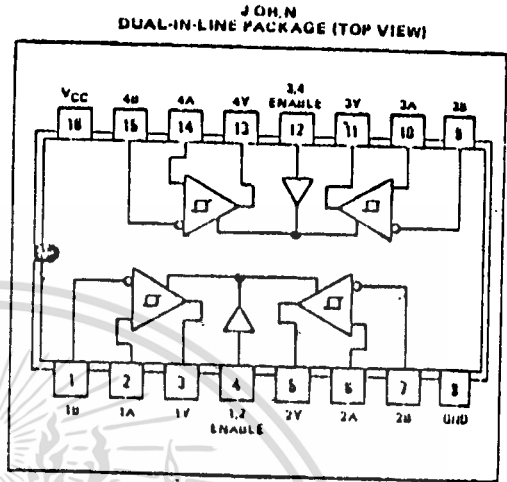 J OR N
DUAL-IN-LINE PACKAGE (TOP VIEW)
VCC 4B 4A 4Y 3,4 ENABLE 3Y 3A 3B
16 15 14 13 12 11 10 9
1 2 3 4 5 6 7 8
1B 1A 1Y 1,2 ENABLE 2Y 2A 2B GND